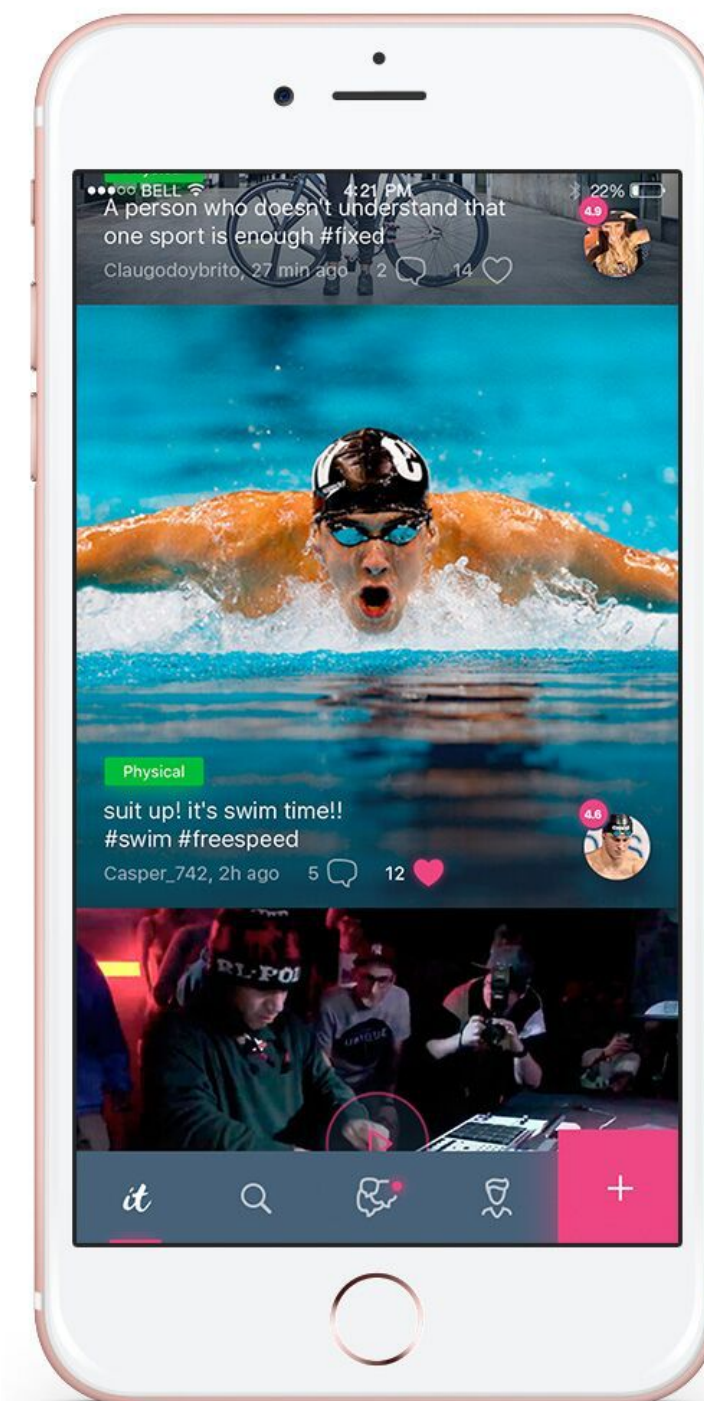 BELL 4:21 PM 22%
A person who doesn't understand that
one sport is enough #fixed
4.9
Claugodoybrito, 27 min ago 2 14
Physical
suit up! it's swim time!!
#swim #freespeed
4.6
Casper_742, 2h ago 5 12
UNIQUE
it
+